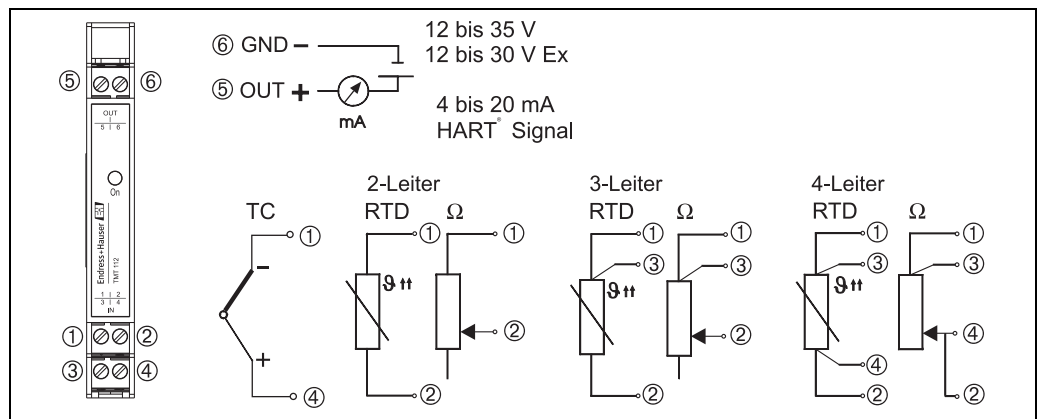 ⑥ GND −
12 bis 35 V
12 bis 30 V Ex
⑤ OUT +
mA
4 bis 20 mA
HART® Signal
⑤ ⑥
OUT
5 | 6
On
Endress+Hauser EH
TMT 112
1 | 2
3 | 4
IN
① ②
③ ④
TC
① − + ④
2-Leiter
RTD Ω
① ① ϑ ↑↑ ② ②
3-Leiter
RTD Ω
① ① ③ ③ ϑ ↑↑ ② ②
4-Leiter
RTD Ω
① ① ③ ③ ϑ ↑↑ ④ ④ ② ②